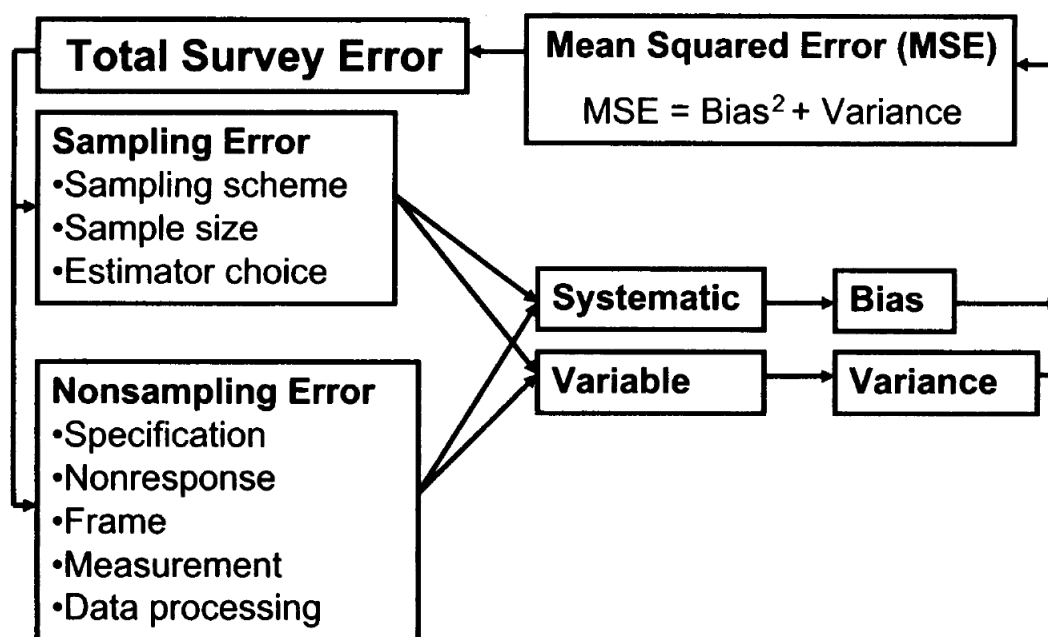 Total Survey Error
Mean Squared Error (MSE)
MSE = Bias² + Variance
Sampling Error
•Sampling scheme
•Sample size
•Estimator choice
Systematic
Bias
Variable
Variance
Nonsampling Error
•Specification
•Nonresponse
•Frame
•Measurement
•Data processing